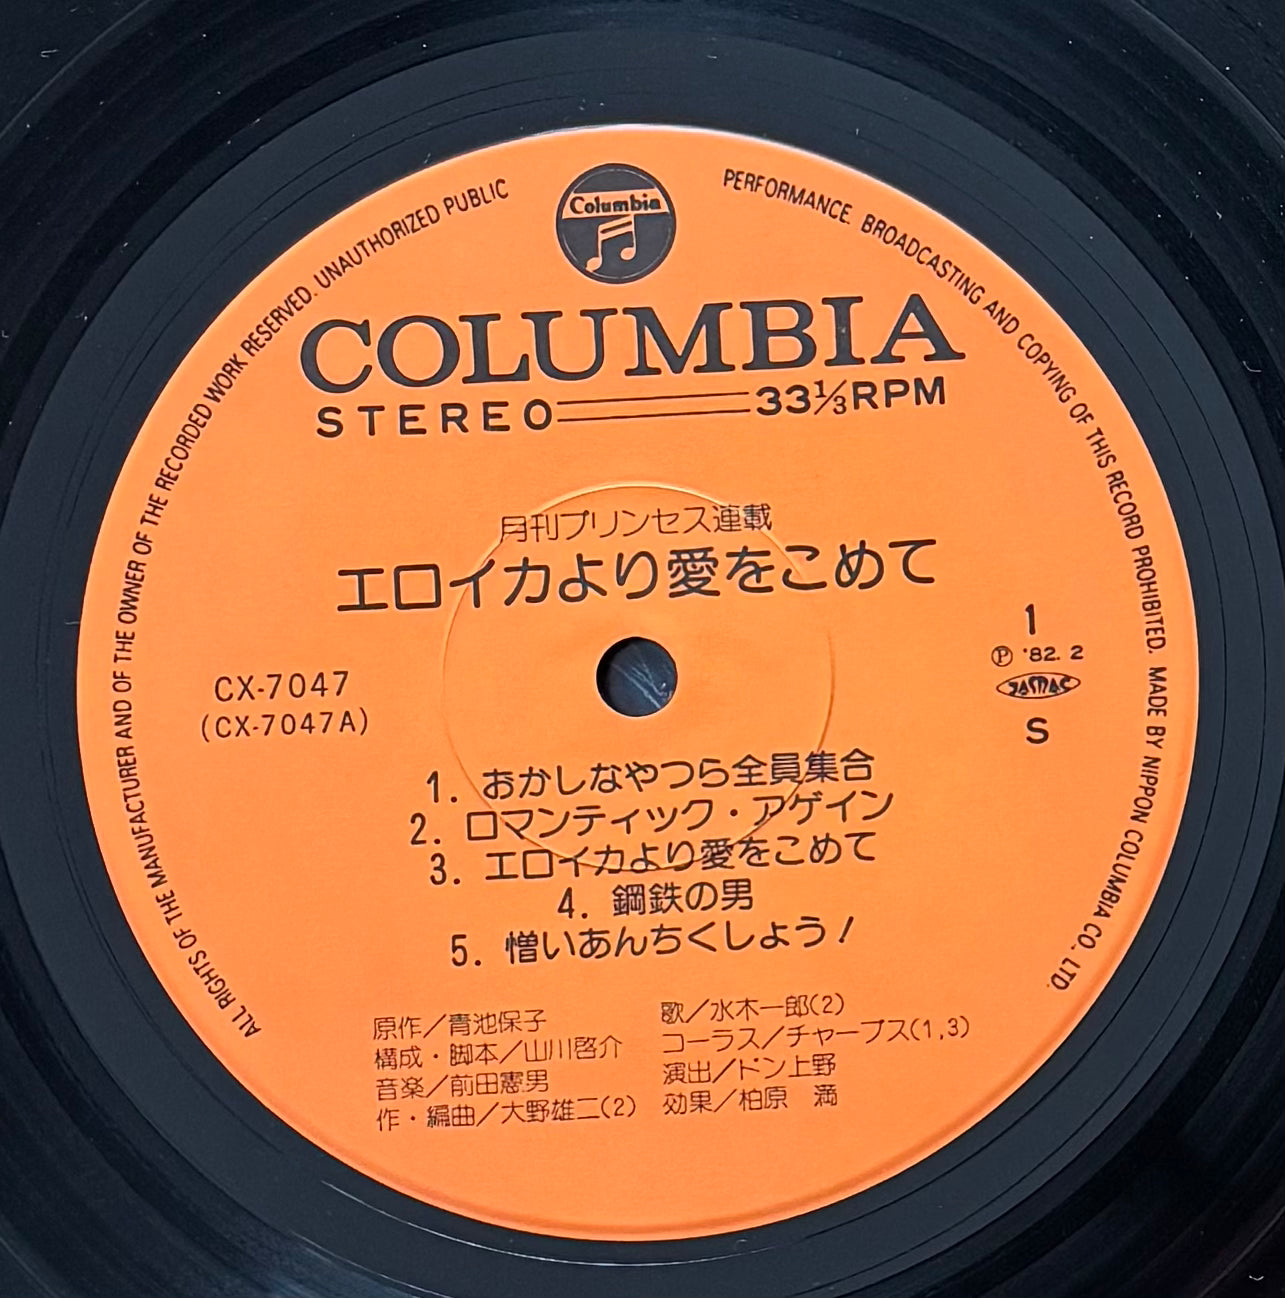 Columbia
COLUMBIA
STEREO 33⅓RPM
月刊プリンセス連載
エロイカより愛をこめて
CX-7047
(CX-7047A)
1
Ⓟ '82. 2
JASRAC
S
1. おかしなやつら全員集合
2. ロマンティック・アゲイン
3. エロイカより愛をこめて
4. 鋼鉄の男
5. 憎いあんちくしょう！
原作／青池保子
構成・脚本／山川啓介
音楽／前田憲男
作・編曲／大野雄二(2)
歌／水木一郎(2)
コーラス／チャープス(1,3)
演出／ドン上野
効果／柏原 満
ALL RIGHTS OF THE MANUFACTURER AND OF THE OWNER OF THE RECORDED WORK RESERVED. UNAUTHORIZED PUBLIC PERFORMANCE. BROADCASTING AND COPYING OF THIS RECORD PROHIBITED. MADE BY NIPPON COLUMBIA CO., LTD.